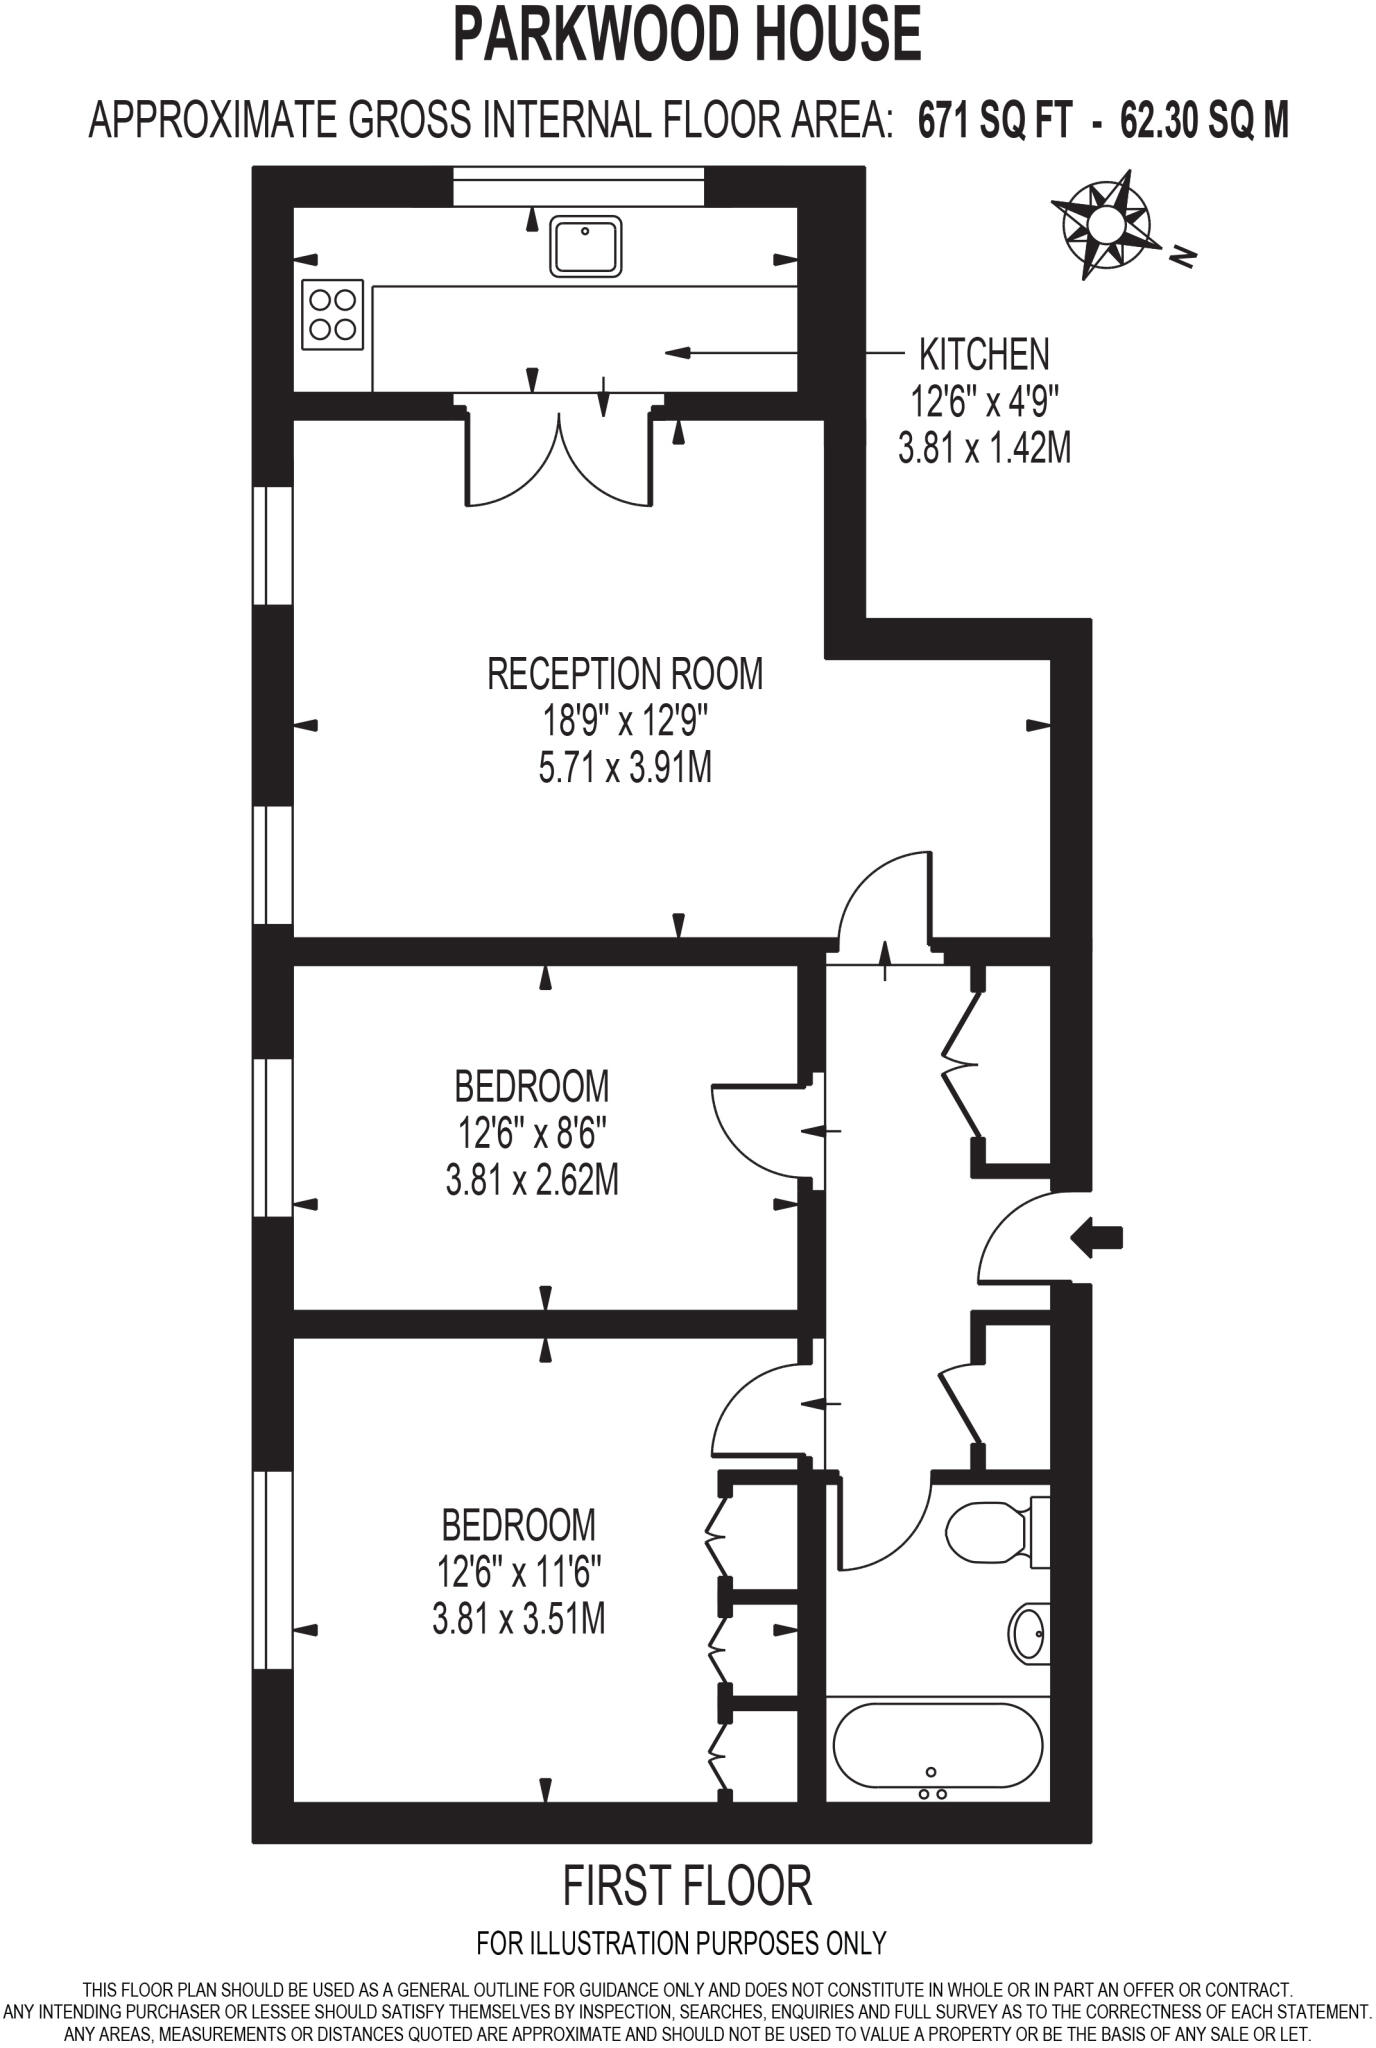 PARKWOOD HOUSE
APPROXIMATE GROSS INTERNAL FLOOR AREA: 671 SQ FT - 62.30 SQ M
N
KITCHEN
12'6" x 4'9"
3.81 x 1.42M
RECEPTION ROOM
18'9" x 12'9"
5.71 x 3.91M
BEDROOM
12'6" x 8'6"
3.81 x 2.62M
BEDROOM
12'6" x 11'6"
3.81 x 3.51M
FIRST FLOOR
FOR ILLUSTRATION PURPOSES ONLY
THIS FLOOR PLAN SHOULD BE USED AS A GENERAL OUTLINE FOR GUIDANCE ONLY AND DOES NOT CONSTITUTE IN WHOLE OR IN PART AN OFFER OR CONTRACT.
ANY INTENDING PURCHASER OR LESSEE SHOULD SATISFY THEMSELVES BY INSPECTION, SEARCHES, ENQUIRIES AND FULL SURVEY AS TO THE CORRECTNESS OF EACH STATEMENT.
ANY AREAS, MEASUREMENTS OR DISTANCES QUOTED ARE APPROXIMATE AND SHOULD NOT BE USED TO VALUE A PROPERTY OR BE THE BASIS OF ANY SALE OR LET.